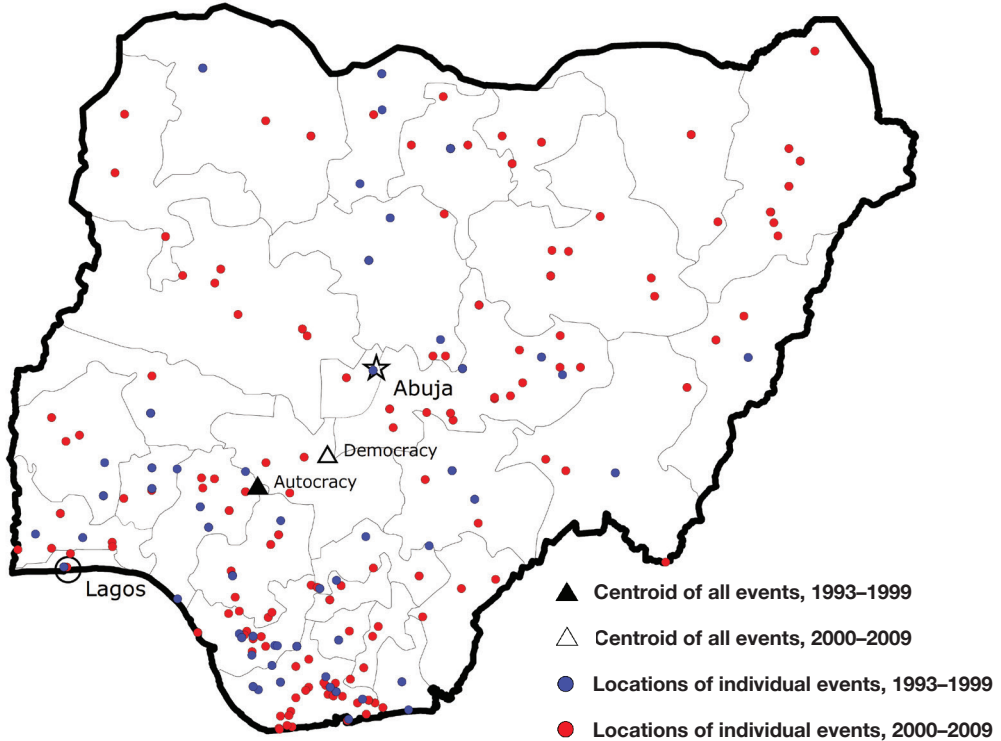 Abuja
Democracy
Autocracy
Lagos
Centroid of all events, 1993–1999
Centroid of all events, 2000–2009
Locations of individual events, 1993–1999
Locations of individual events, 2000–2009